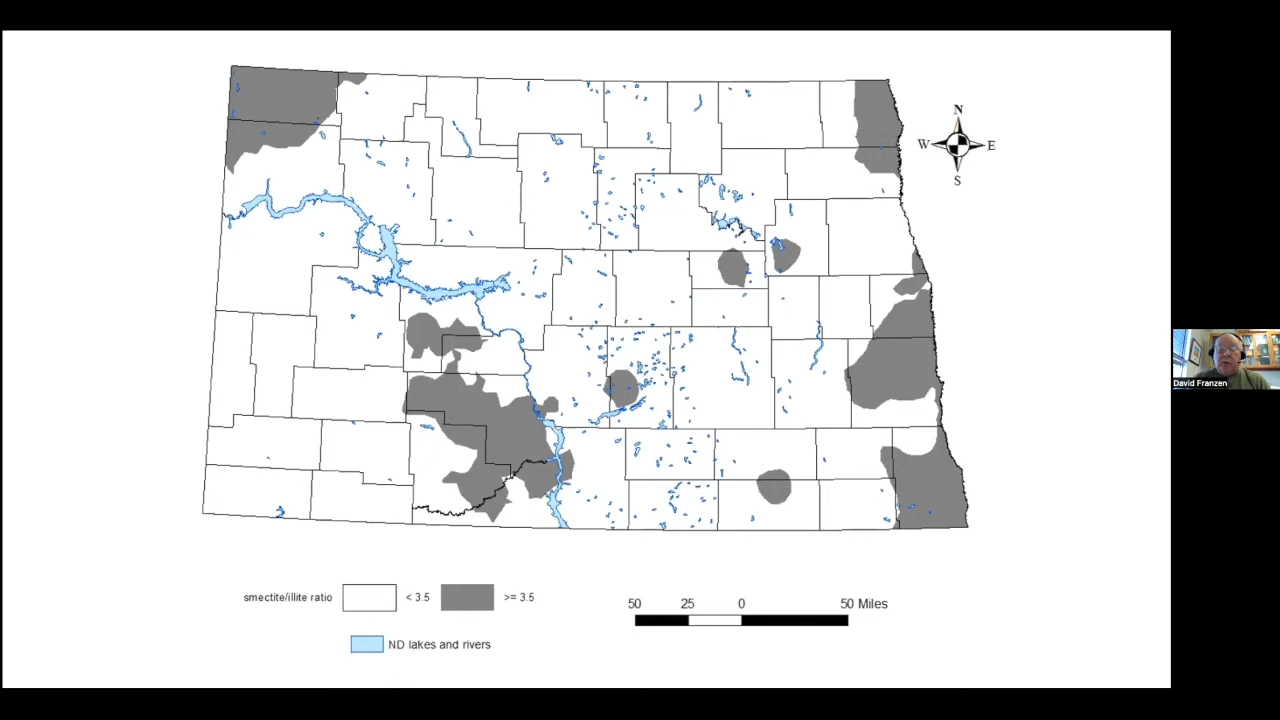 N
W E
S
David Franzen
smectite/illite ratio < 3.5 >= 3.5
50 25 0 50 Miles
ND lakes and rivers